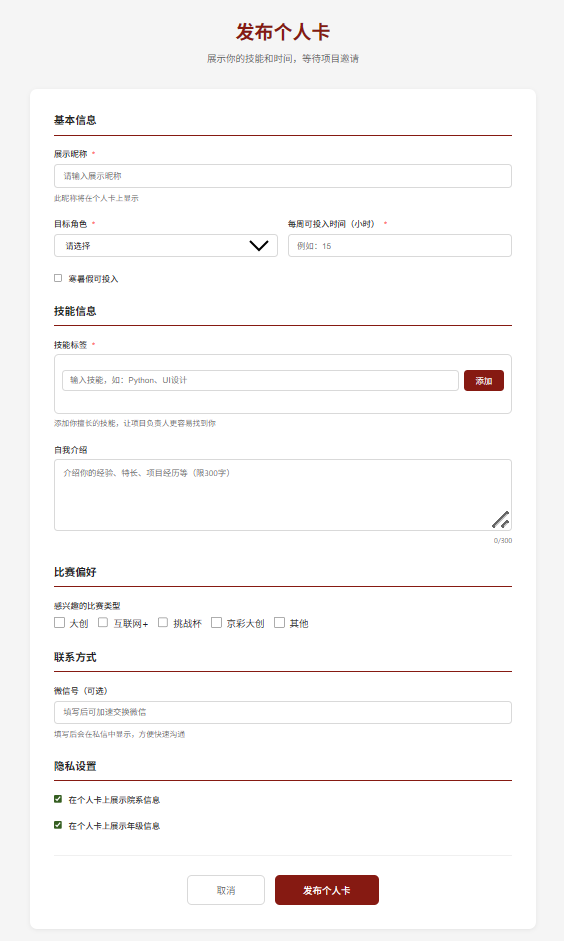 发布个人卡
展示你的技能和时间，等待项目邀请
基本信息
展示昵称 *
请输入展示昵称
此昵称将在个人卡上显示
目标角色 * 每周可投入时间（小时） *
请选择 例如：15
寒暑假可投入
技能信息
技能标签 *
输入技能，如：Python、UI设计 添加
添加你擅长的技能，让项目负责人更容易找到你
自我介绍
介绍你的经验、特长、项目经历等（限300字）
0/300
比赛偏好
感兴趣的比赛类型
大创 互联网+ 挑战杯 京彩大创 其他
联系方式
微信号（可选）
填写后可加速交换微信
填写后会在私信中显示，方便快速沟通
隐私设置
在个人卡上展示院系信息
在个人卡上展示年级信息
取消 发布个人卡